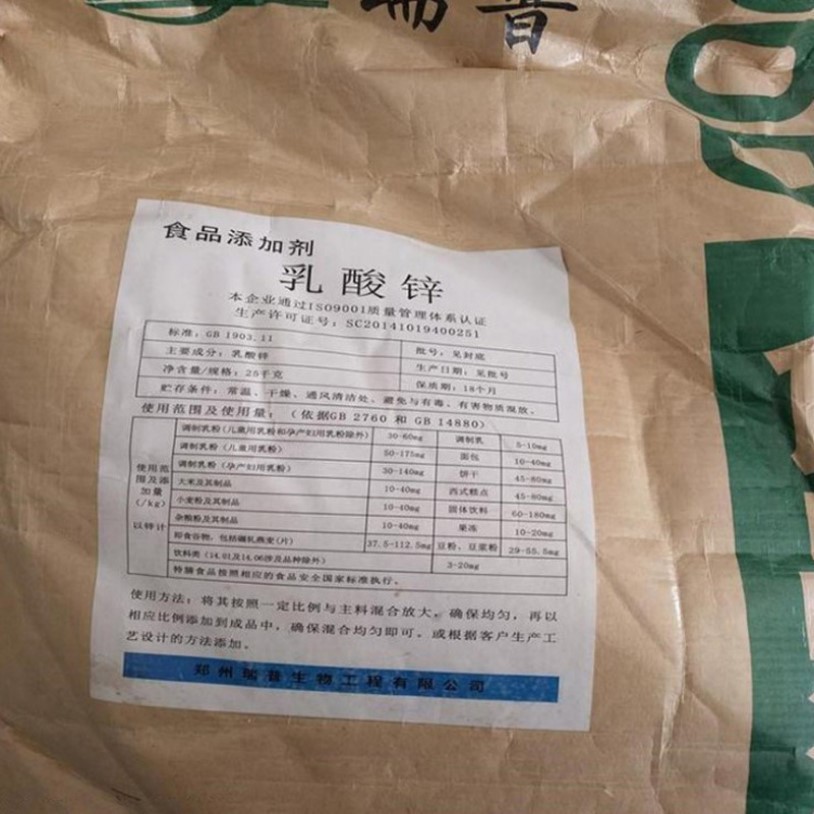 瑞普
食品添加剂
乳酸锌
本企业通过ISO9001质量管理体系认证
生产许可证号：SC20141019400251
标准：GB 1903.11
批号：见封底
主要成分：乳酸锌
生产日期：见批号
净含量/规格：25千克
保质期：18个月
贮存条件：常温、干燥、通风清洁处、避免与有毒、有害物质混放。
使用范围及使用量：（依据GB 2760 和 GB 14880）
使用范围及添加量(/kg) 以锌计
调制乳粉(儿童用乳粉和孕产妇用乳粉除外) 30-60mg 调制乳 5-10mg
调制乳粉（儿童用乳粉） 50-175mg 面包 10-40mg
调制乳粉（孕产妇用乳粉） 30-140mg 饼干 45-80mg
大米及其制品 10-40mg 西式糕点 45-80mg
小麦粉及其制品 10-40mg 固体饮料 60-180mg
杂粮粉及其制品 10-40mg 果冻 10-20mg
即食谷物，包括碾轧燕麦(片) 37.5-112.5mg 豆粉、豆浆粉 29-55.5mg
饮料类（14.01及14.06涉及品种除外） 3-20mg
特膳食品按照相应的食品安全国家标准执行。
使用方法：将其按照一定比例与主料混合放大，确保均匀，再以
相应比例添加到成品中，确保混合均匀即可。或根据客户生产工
艺设计的方法添加。
郑州瑞普生物工程有限公司